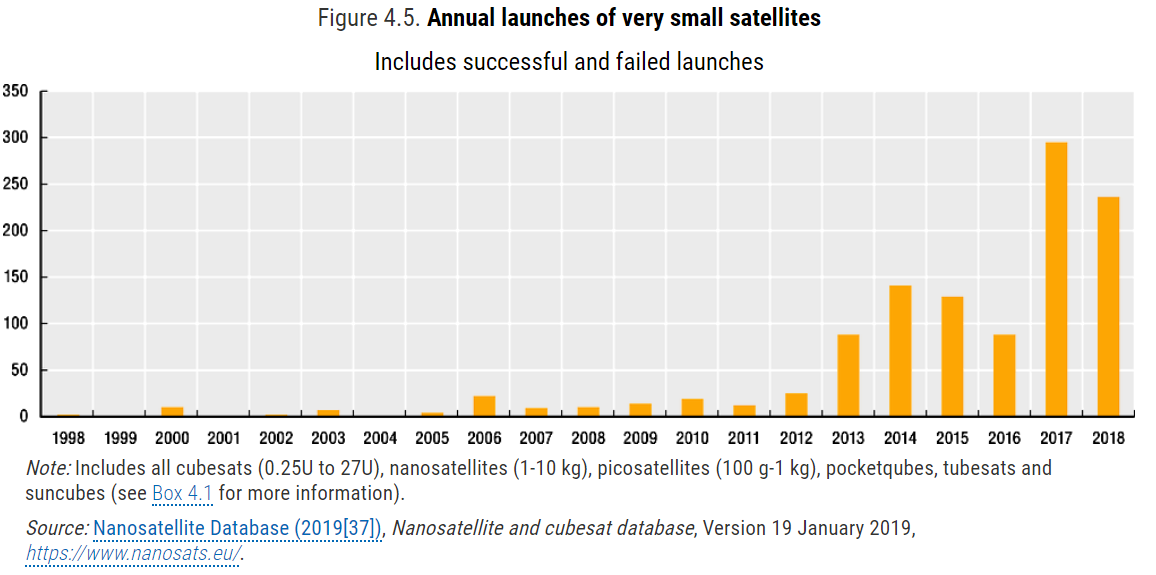 Figure 4.5. Annual launches of very small satellites
Includes successful and failed launches
350
300
250
200
150
100
50
0
1998 1999 2000 2001 2002 2003 2004 2005 2006 2007 2008 2009 2010 2011 2012 2013 2014 2015 2016 2017 2018
Note: Includes all cubesats (0.25U to 27U), nanosatellites (1-10 kg), picosatellites (100 g-1 kg), pocketqubes, tubesats and
suncubes (see Box 4.1 for more information).
Source: Nanosatellite Database (2019[37]), Nanosatellite and cubesat database, Version 19 January 2019,
https://www.nanosats.eu/.